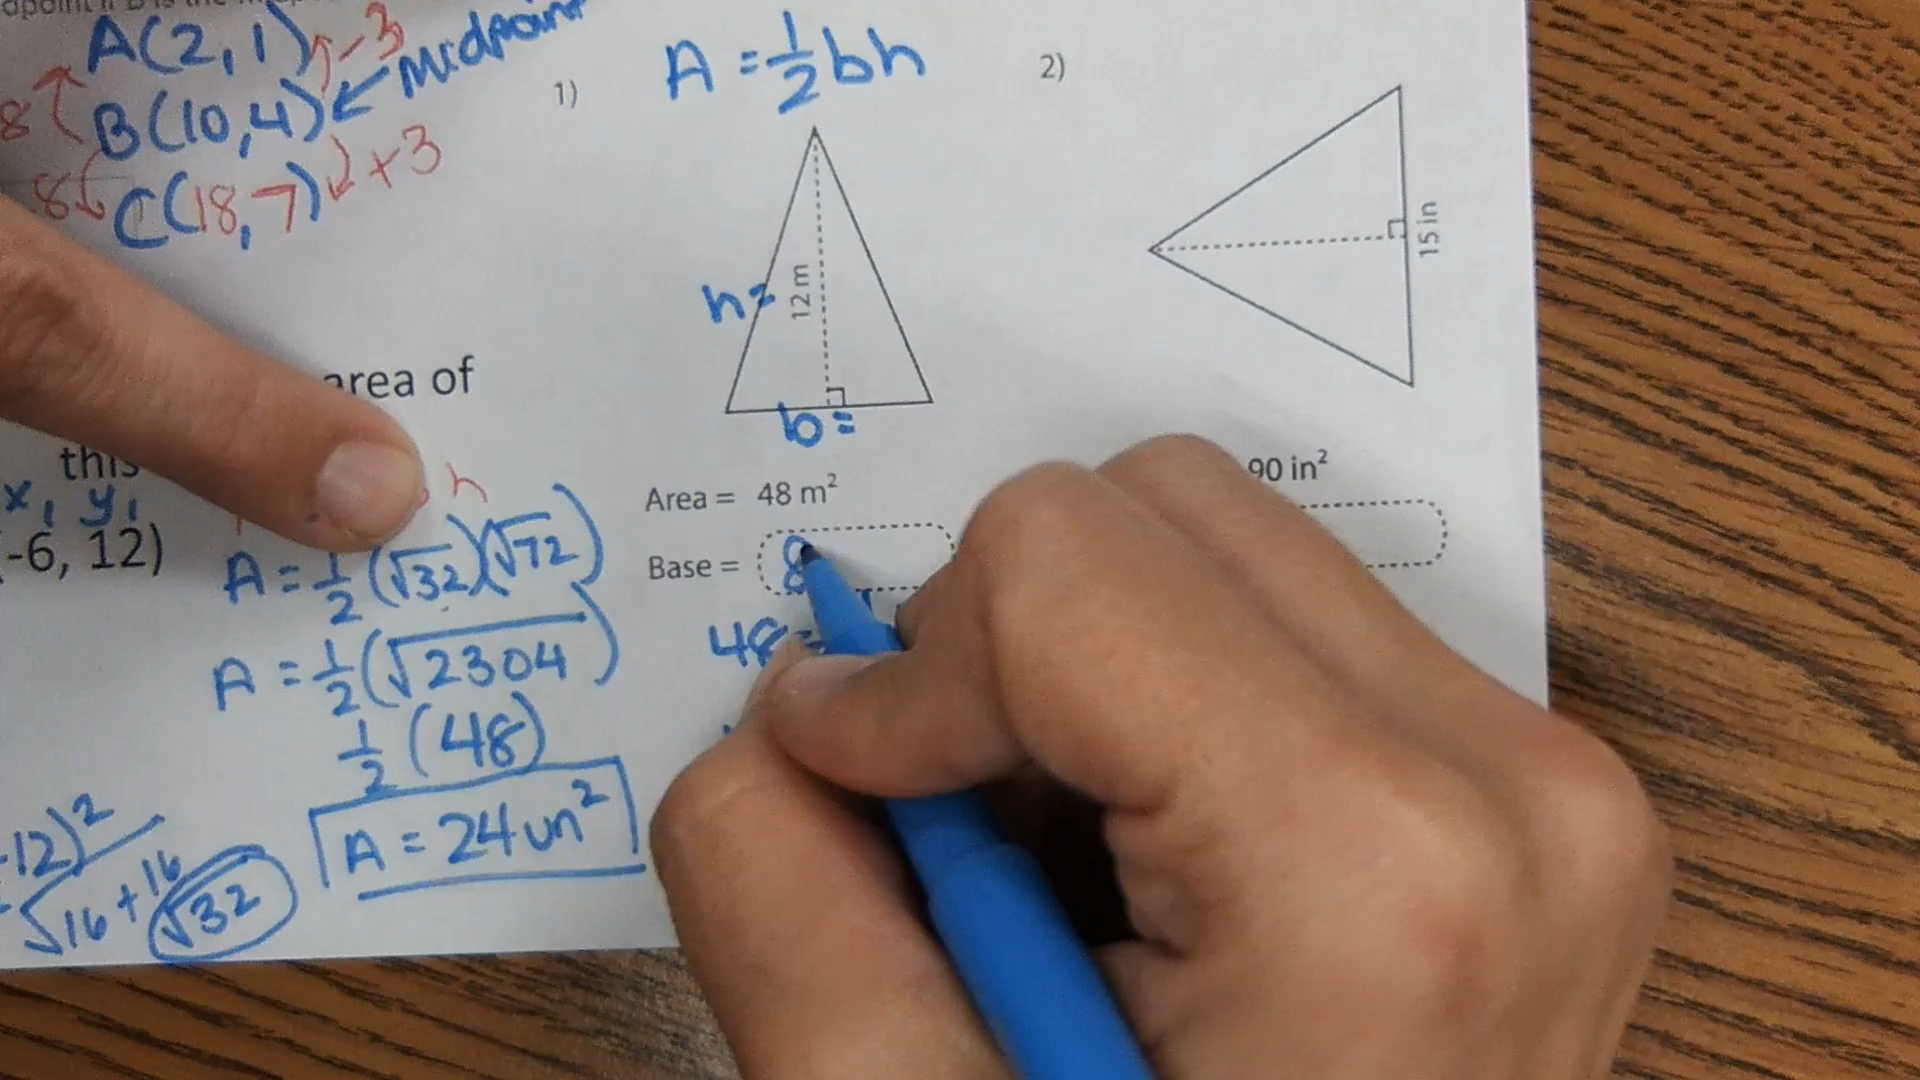 A(2,1) -3
8 B(10,4) Midpoint
8 C(18,7) +3
area of
this
x, y,
(-6, 12)
h
A = 1/2 (√32)(√72)
A = 1/2 (√2304)
1/2 (48)
A = 24 un²
-12)²
√16 + 16
√32
1)
A = 1/2 bh
h = 12 m
b =
Area = 48 m²
Base = 8
48 =
2)
15 in
90 in²